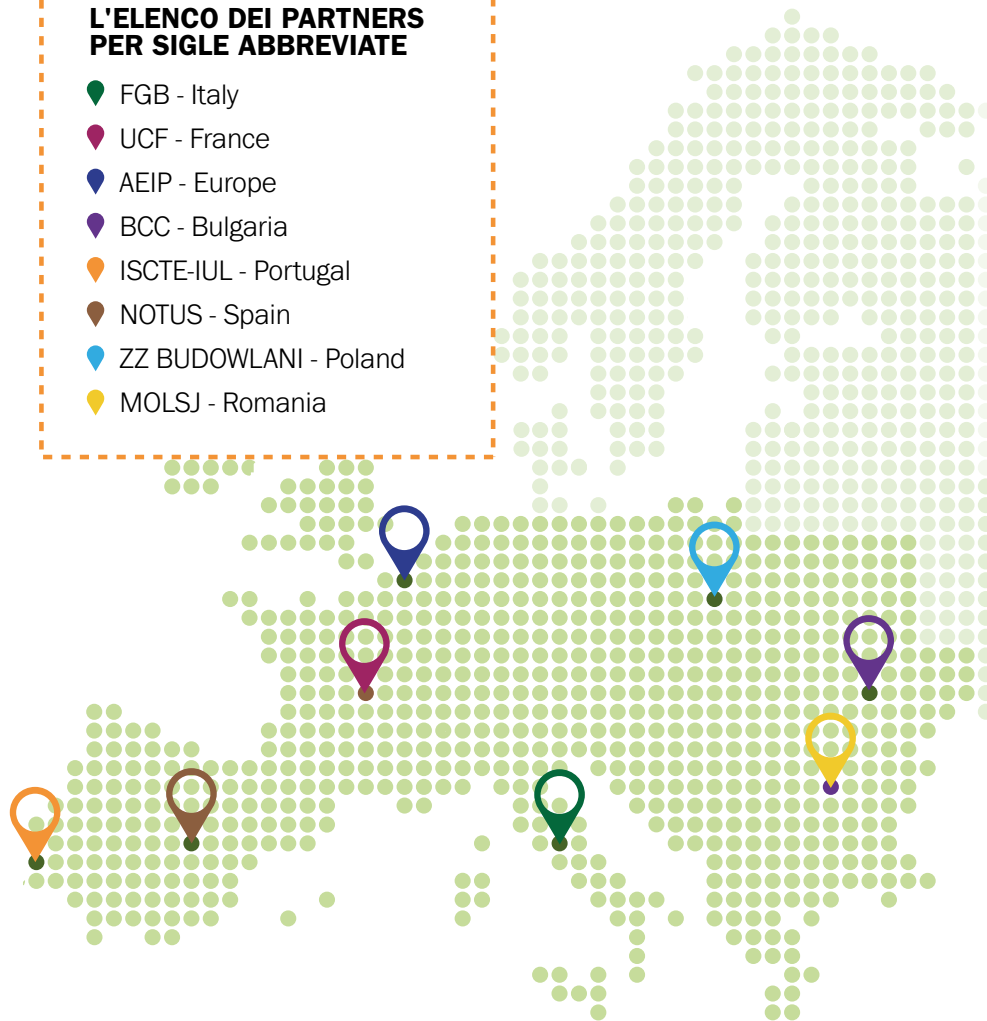 L'ELENCO DEI PARTNERS
PER SIGLE ABBREVIATE
FGB - Italy
UCF - France
AEIP - Europe
BCC - Bulgaria
ISCTE-IUL - Portugal
NOTUS - Spain
ZZ BUDOWLANI - Poland
MOLSJ - Romania